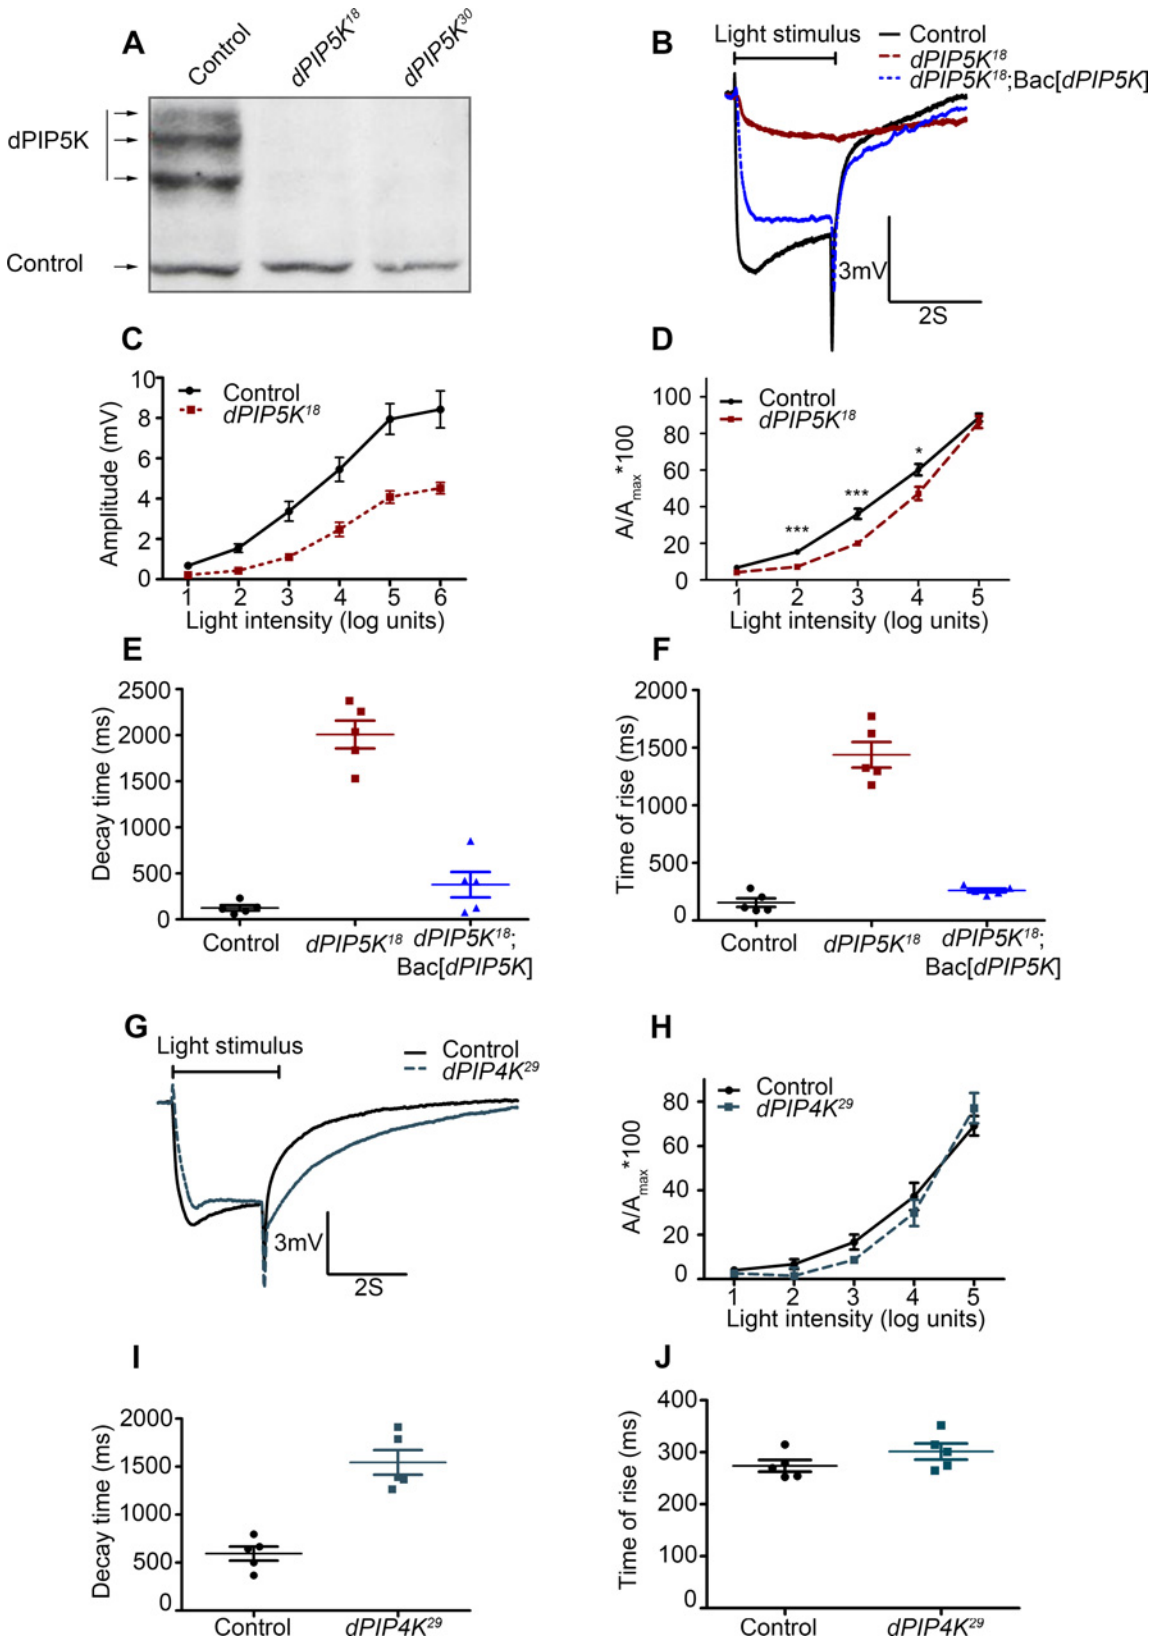 A
Control
dPIP5K18
dPIP5K30
dPIP5K
Control
B
Light stimulus
Control
dPIP5K18
dPIP5K18;Bac[dPIP5K]
3mV
2S
C
Control
dPIP5K18
Amplitude (mV)
10
8
6
4
2
0
1 2 3 4 5 6
Light intensity (log units)
D
Control
dPIP5K18
A/Amax*100
100
80
60
40
20
0
***
***
*
1 2 3 4 5
Light intensity (log units)
E
Decay time (ms)
2500
2000
1500
1000
500
0
Control
dPIP5K18
dPIP5K18;
Bac[dPIP5K]
F
Time of rise (ms)
2000
1500
1000
500
0
Control
dPIP5K18
dPIP5K18;
Bac[dPIP5K]
G
Light stimulus
Control
dPIP4K29
3mV
2S
H
Control
dPIP4K29
A/Amax*100
80
60
40
20
0
1 2 3 4 5
Light intensity (log units)
I
Decay time (ms)
2000
1500
1000
500
0
Control
dPIP4K29
J
Time of rise (ms)
400
300
200
100
0
Control
dPIP4K29